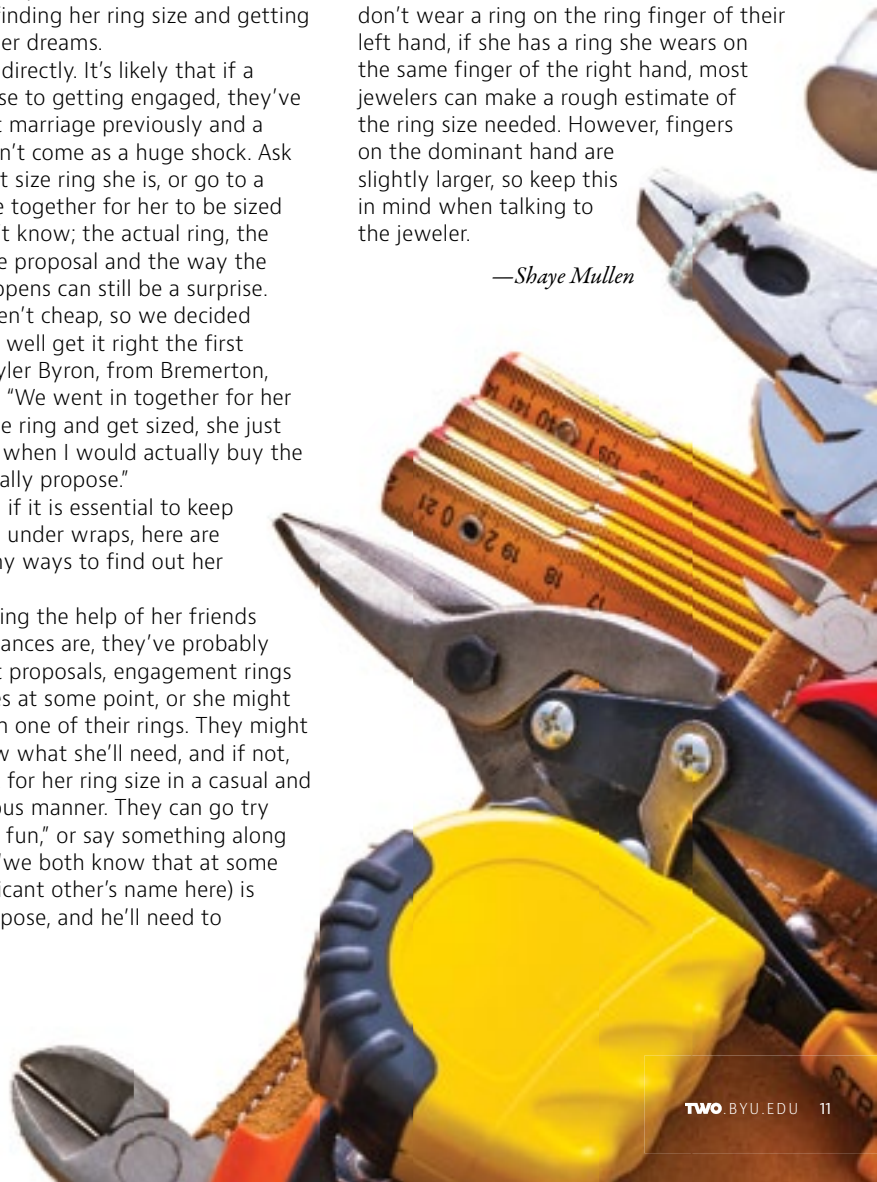 finding her ring size and getting
er dreams.
directly. It’s likely that if a
se to getting engaged, they’ve
t marriage previously and a
n’t come as a huge shock. Ask
t size ring she is, or go to a
e together for her to be sized
t know; the actual ring, the
e proposal and the way the
ppens can still be a surprise.
en’t cheap, so we decided
well get it right the first
yler Byron, from Bremerton,
“We went in together for her
e ring and get sized, she just
when I would actually buy the
ally propose.”
if it is essential to keep
under wraps, here are
ny ways to find out her
ing the help of her friends
ances are, they’ve probably
t proposals, engagement rings
es at some point, or she might
n one of their rings. They might
w what she’ll need, and if not,
for her ring size in a casual and
ous manner. They can go try
fun,” or say something along
“we both know that at some
icant other’s name here) is
pose, and he’ll need to
don’t wear a ring on the ring finger of their
left hand, if she has a ring she wears on
the same finger of the right hand, most
jewelers can make a rough estimate of
the ring size needed. However, fingers
on the dominant hand are
slightly larger, so keep this
in mind when talking to
the jeweler.
—Shaye Mullen
TWO.BYU.EDU 11